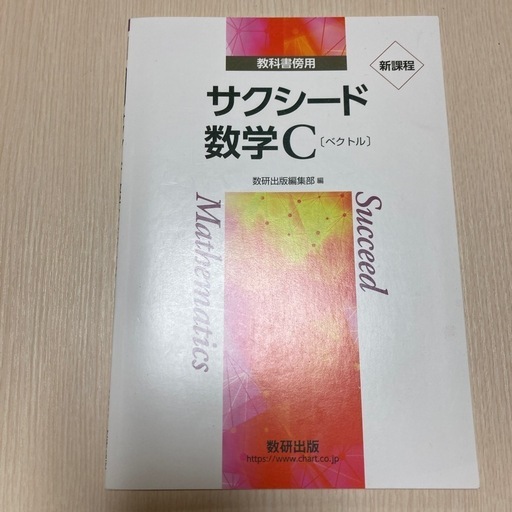 教科書傍用
新課程
サクシード
数学C〔ベクトル〕
数研出版編集部 編
Succeed
Mathematics
数研出版
https://www.chart.co.jp